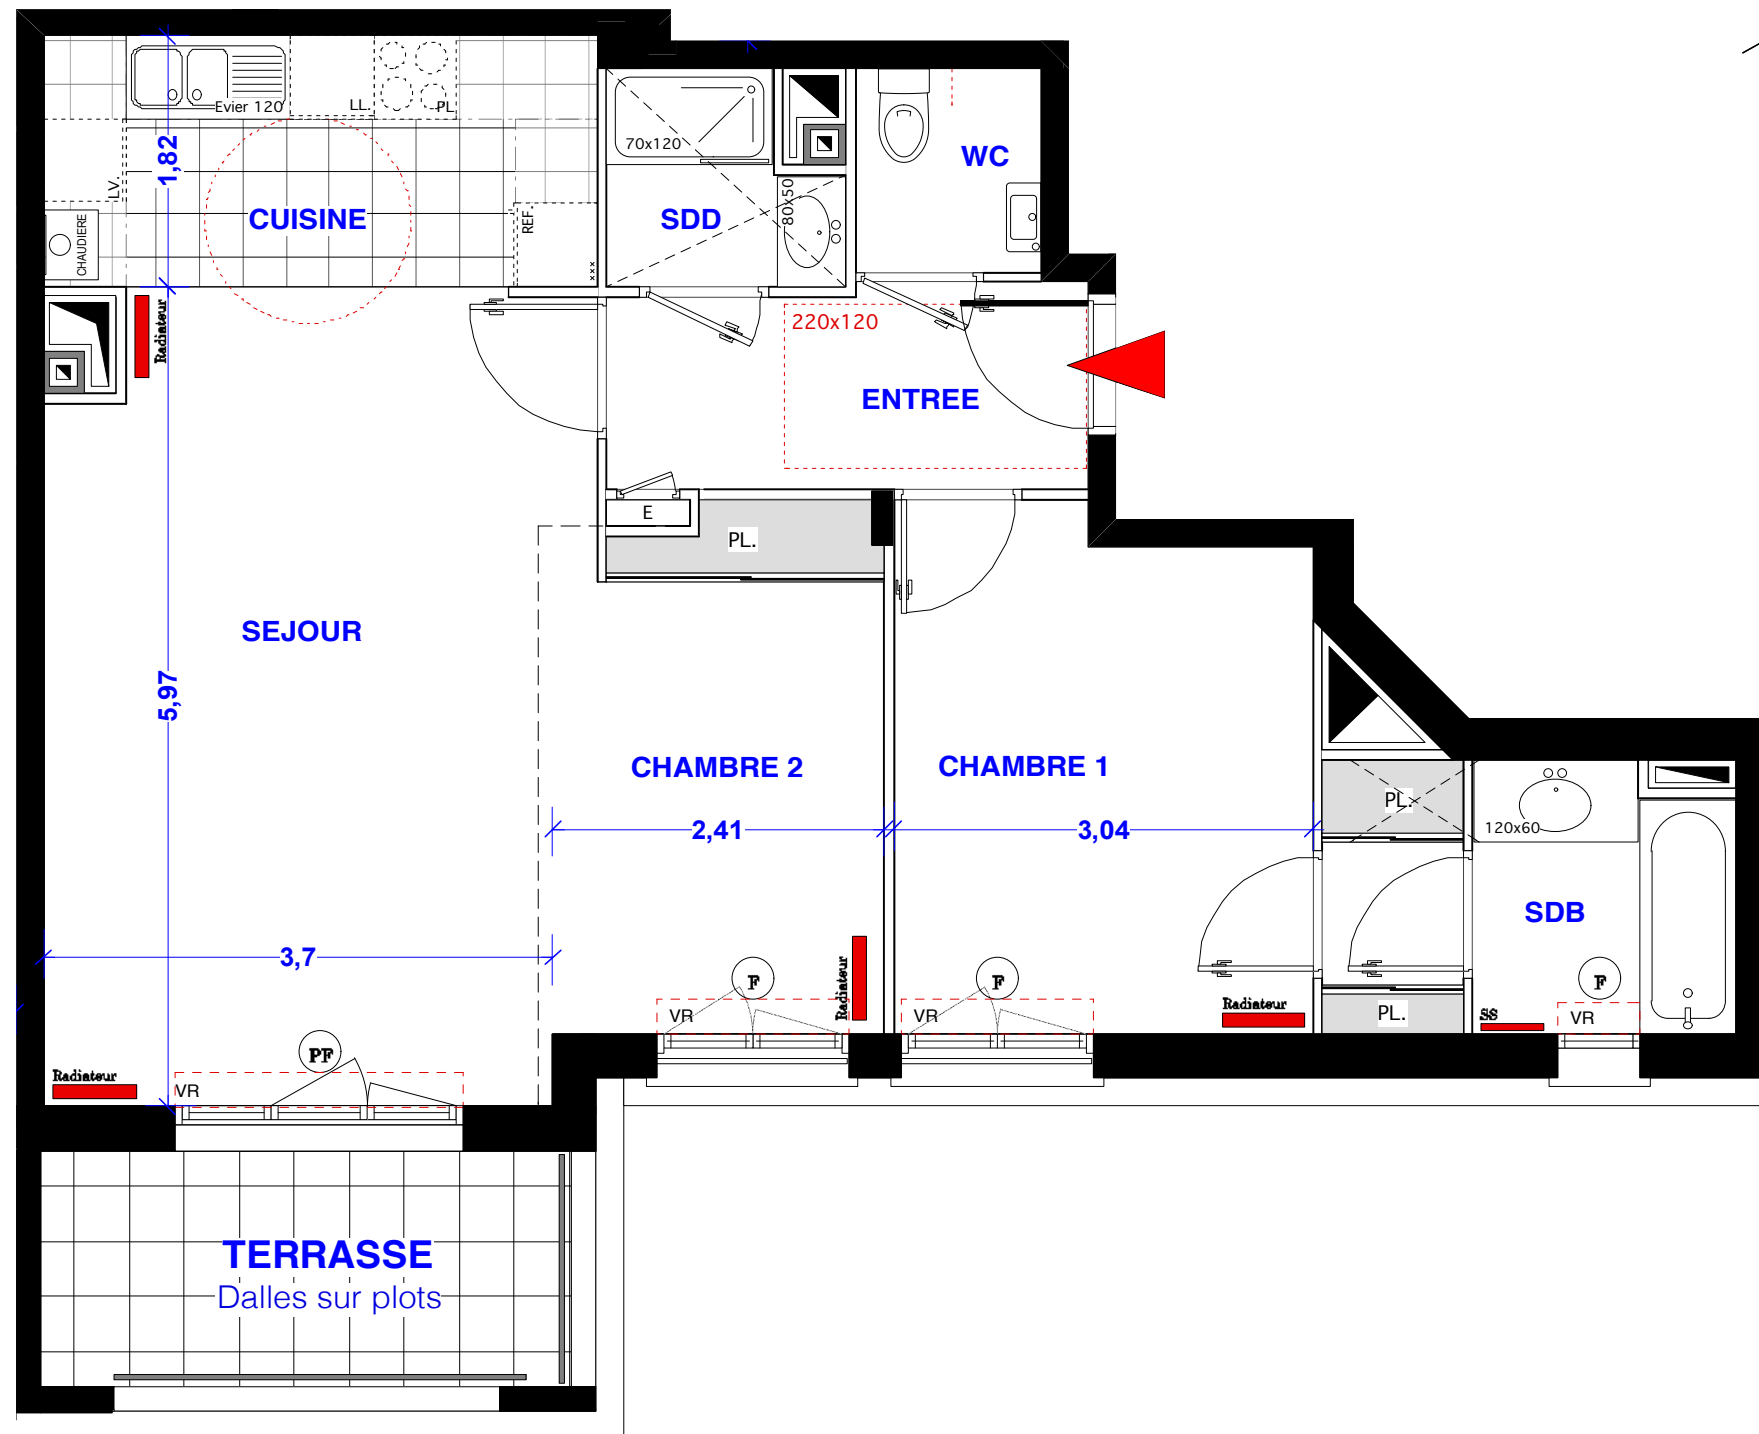 Evier 120
LL.
PL
1,82
LV.
CUISINE
CHAUDIERE
REF.
70x120
SDD
80x50
WC
Radiateur
220x120
ENTREE
E
PL.
SEJOUR
5,97
CHAMBRE 2
CHAMBRE 1
2,41
3,04
PL.
120x60
SDB
3,7
F
F
F
Radiateur
VR
VR
Radiateur
PL.
SS
VR
PF
Radiateur
VR
TERRASSE
Dalles sur plots